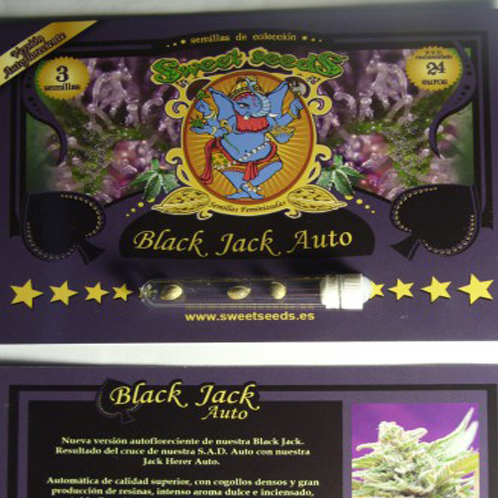 Versión
Autofloreciente
★ semillas de colección ★
Sweet Seeds
3
semillas
24
euros
Semillas Feminizadas
Black Jack Auto
www.sweetseeds.es
Black Jack
Auto
Nueva versión autofloreciente de nuestra Black Jack.
Resultado del cruce de nuestra S.A.D. Auto con nuestra
Jack Herer Auto.
Automática de calidad superior, con cogollos densos y gran
producción de resinas, intenso aroma dulce e inciensado,